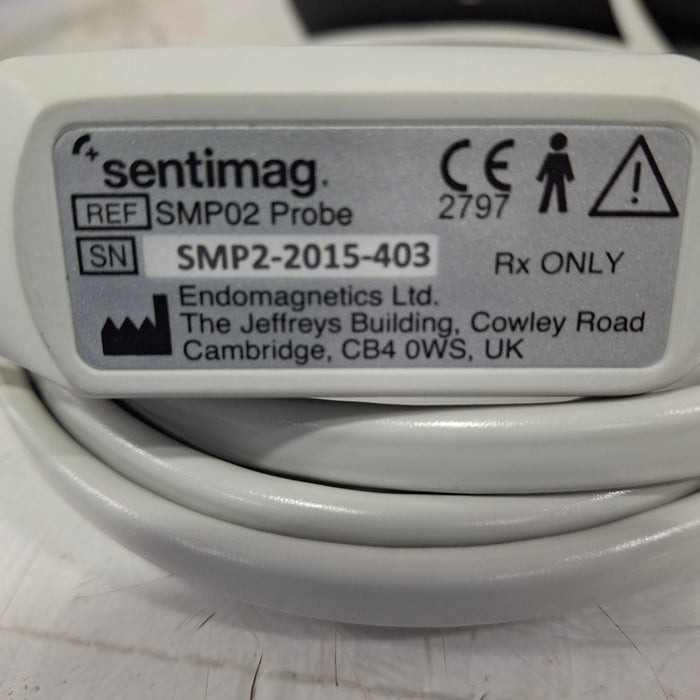 sentimag.
CE
2797
REF SMP02 Probe
SN SMP2-2015-403
Rx ONLY
Endomagnetics Ltd.
The Jeffreys Building, Cowley Road
Cambridge, CB4 0WS, UK